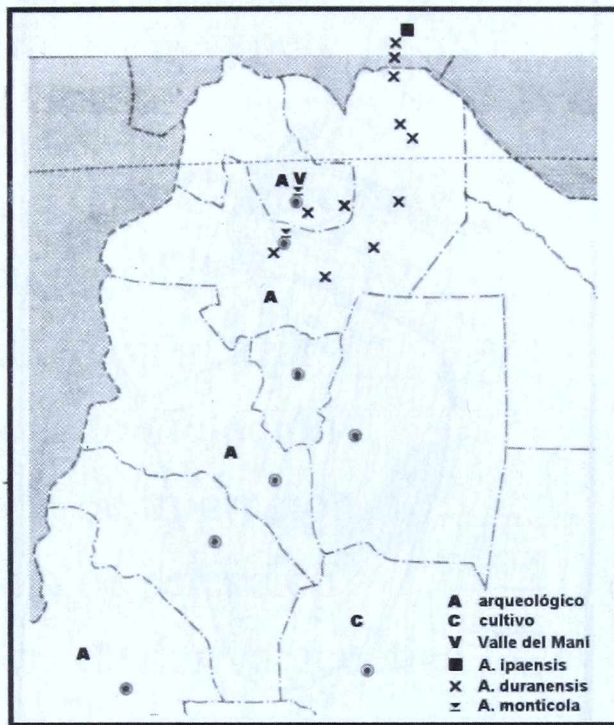 A V
A
A
A
C
A arqueológico
C cultivo
V Valle del Maní
A. ipaensis
A. duranensis
A. monticola